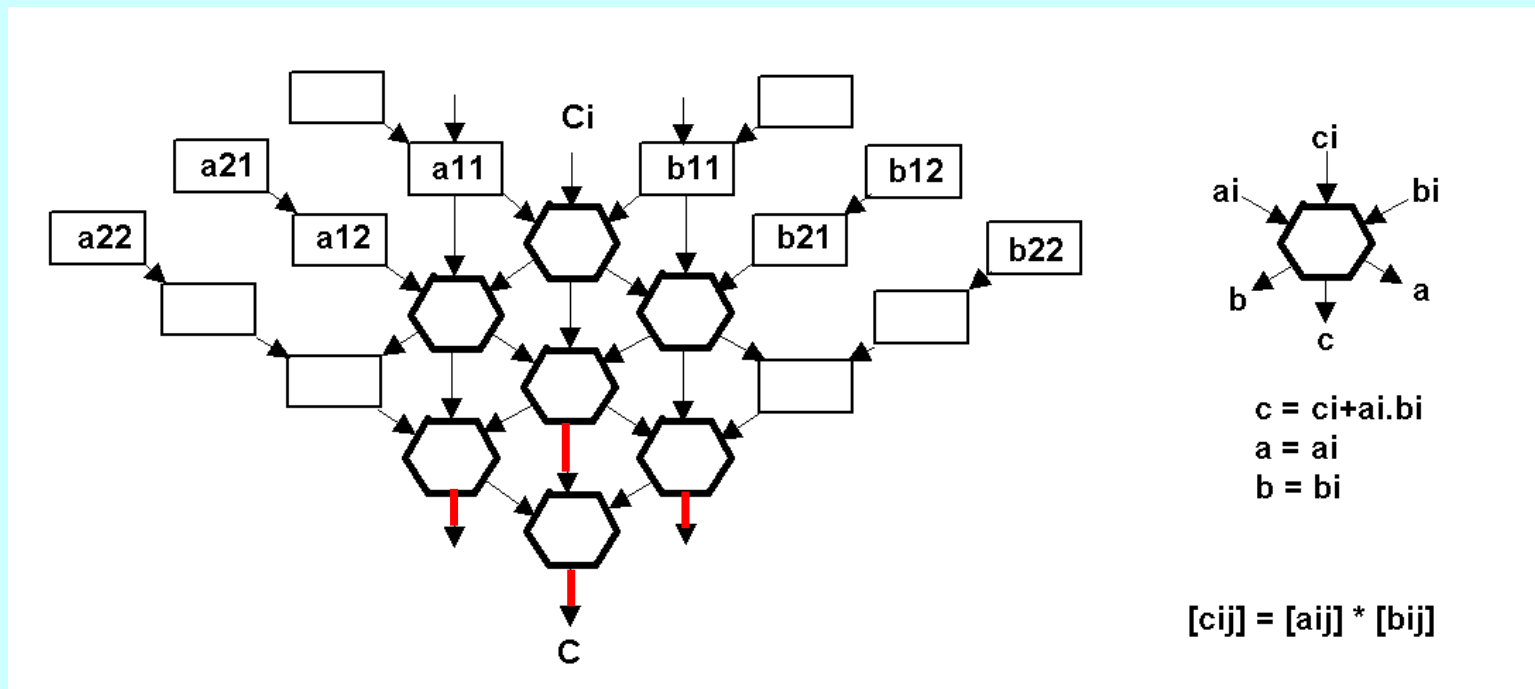 Ci
a11
b11
a21
b12
a12
b21
a22
b22
C
ci
ai
bi
b
a
c
c = ci+ai.bi
a = ai
b = bi
[cij] = [aij] * [bij]